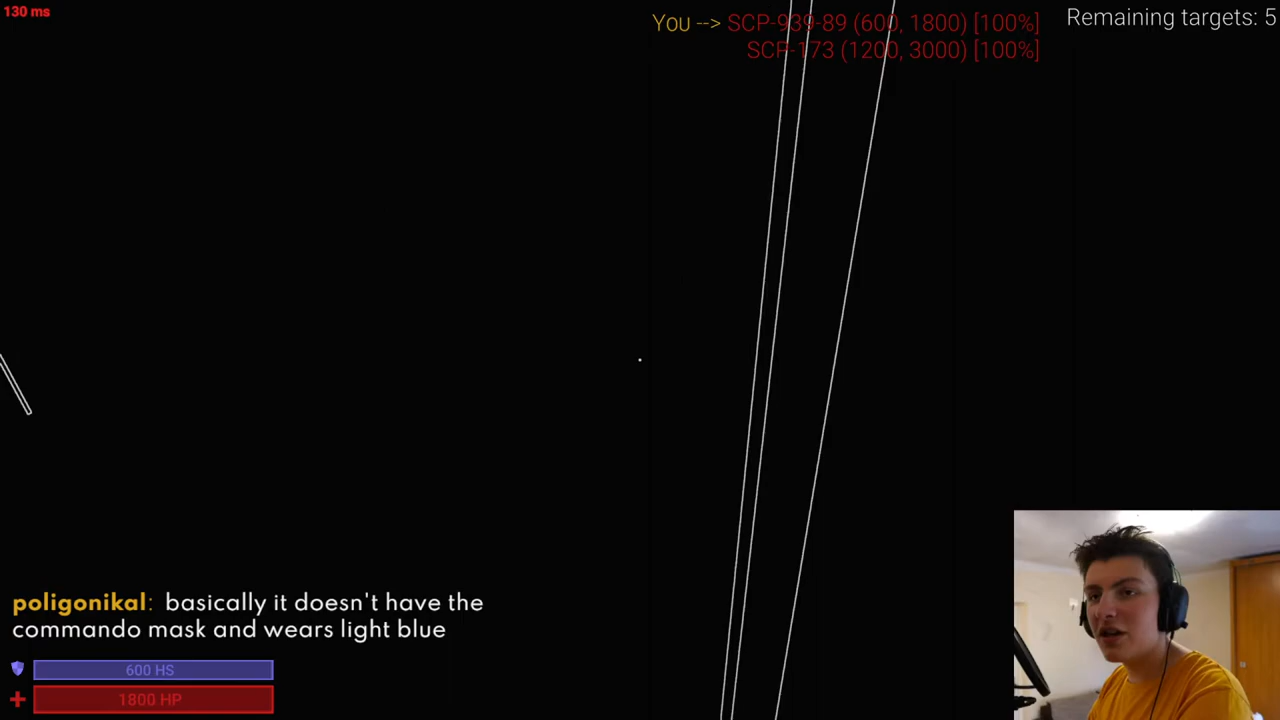 130 ms
You --> SCP-939-89 (600, 1800) [100%]
Remaining targets: 5
SCP-173 (1200, 3000) [100%]
poligonikal: basically it doesn't have the
commando mask and wears light blue
600 HS
1800 HP